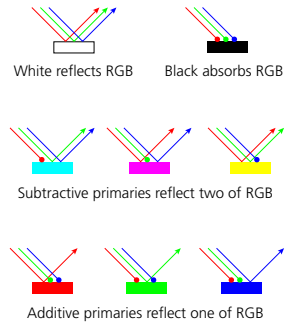 White reflects RGB
Black absorbs RGB
Subtractive primaries reflect two of RGB
Additive primaries reflect one of RGB